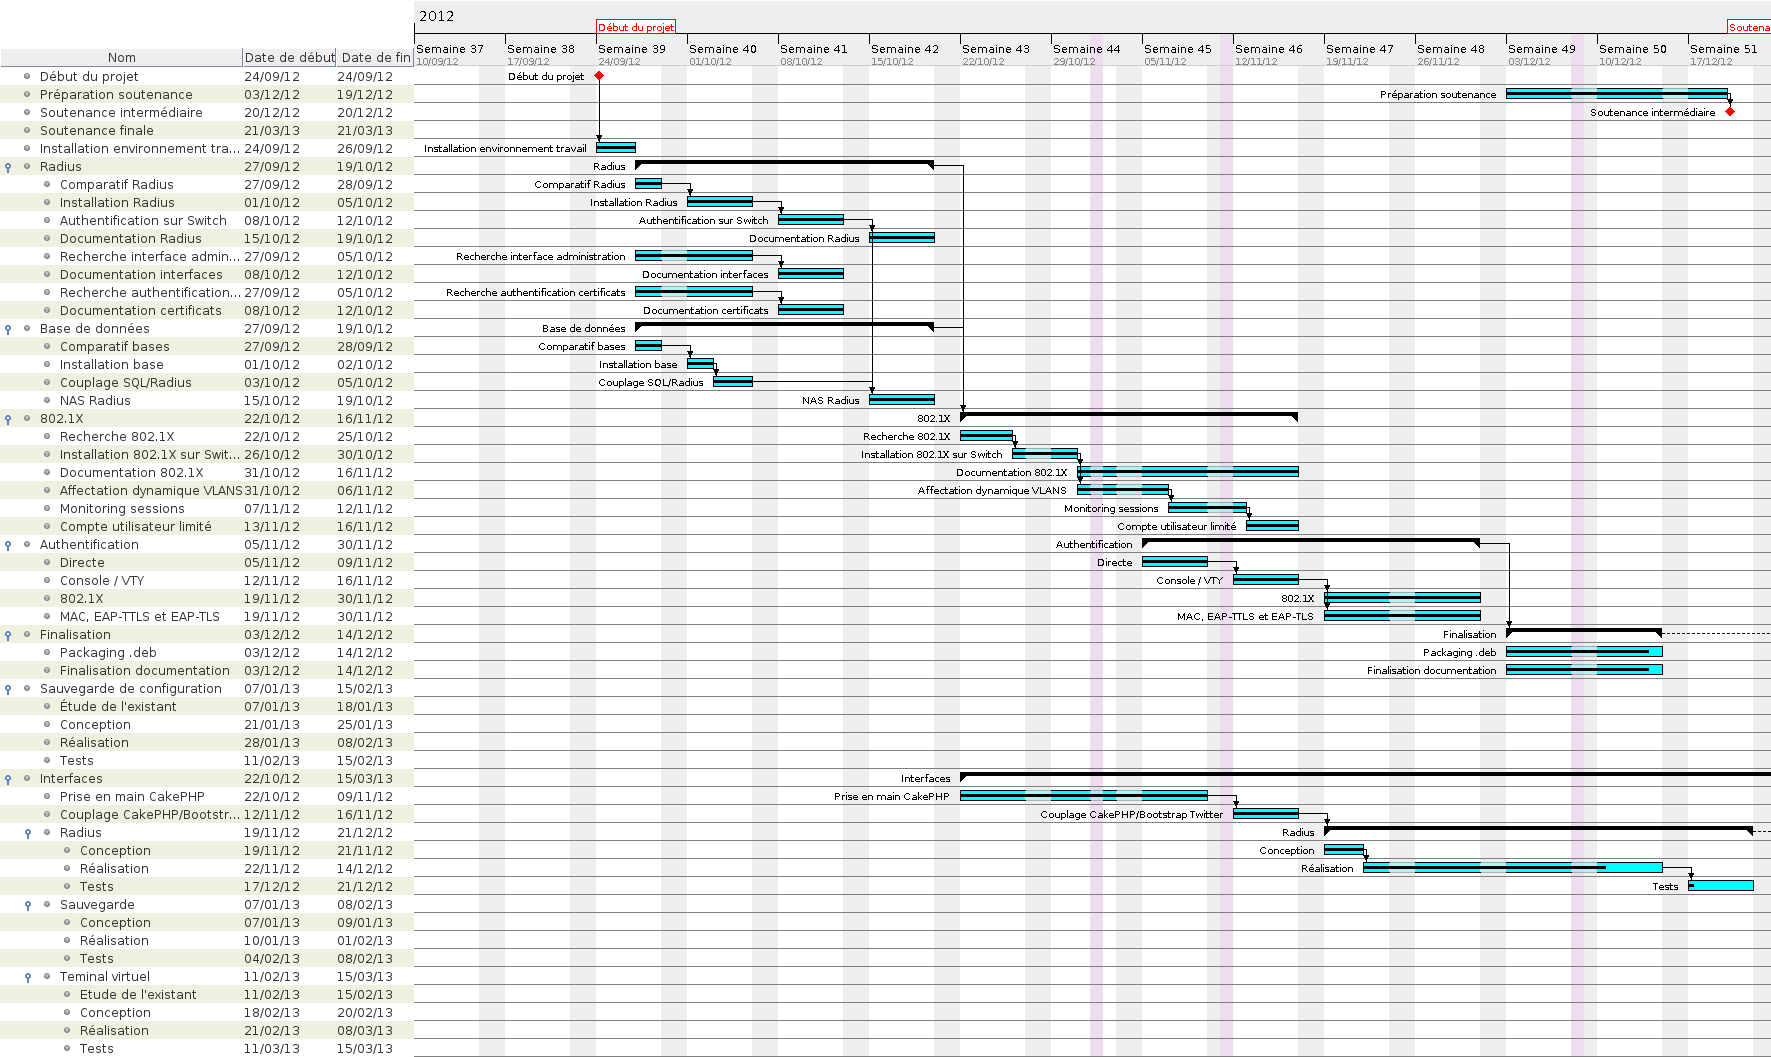 2012
Début du projet
Soutena
Nom Date de début Date de fin
Semaine 37 Semaine 38 Semaine 39 Semaine 40 Semaine 41 Semaine 42 Semaine 43 Semaine 44 Semaine 45 Semaine 46 Semaine 47 Semaine 48 Semaine 49 Semaine 50 Semaine 51
10/09/12 17/09/12 24/09/12 01/10/12 08/10/12 15/10/12 22/10/12 29/10/12 05/11/12 12/11/12 19/11/12 26/11/12 03/12/12 10/12/12 17/12/12
Début du projet 24/09/12 24/09/12 Début du projet
Préparation soutenance 03/12/12 19/12/12 Préparation soutenance
Soutenance intermédiaire 20/12/12 20/12/12 Soutenance intermédiaire
Soutenance finale 21/03/13 21/03/13
Installation environnement tra... 24/09/12 26/09/12 Installation environnement travail
Radius 27/09/12 19/10/12 Radius
Comparatif Radius 27/09/12 28/09/12 Comparatif Radius
Installation Radius 01/10/12 05/10/12 Installation Radius
Authentification sur Switch 08/10/12 12/10/12 Authentification sur Switch
Documentation Radius 15/10/12 19/10/12 Documentation Radius
Recherche interface admin... 27/09/12 05/10/12 Recherche interface administration
Documentation interfaces 08/10/12 12/10/12 Documentation interfaces
Recherche authentification... 27/09/12 05/10/12 Recherche authentification certificats
Documentation certificats 08/10/12 12/10/12 Documentation certificats
Base de données 27/09/12 19/10/12 Base de données
Comparatif bases 27/09/12 28/09/12 Comparatif bases
Installation base 01/10/12 02/10/12 Installation base
Couplage SQL/Radius 03/10/12 05/10/12 Couplage SQL/Radius
NAS Radius 15/10/12 19/10/12 NAS Radius
802.1X 22/10/12 16/11/12 802.1X
Recherche 802.1X 22/10/12 25/10/12 Recherche 802.1X
Installation 802.1X sur Swit... 26/10/12 30/10/12 Installation 802.1X sur Switch
Documentation 802.1X 31/10/12 16/11/12 Documentation 802.1X
Affectation dynamique VLANS 31/10/12 06/11/12 Affectation dynamique VLANS
Monitoring sessions 07/11/12 12/11/12 Monitoring sessions
Compte utilisateur limité 13/11/12 16/11/12 Compte utilisateur limité
Authentification 05/11/12 30/11/12 Authentification
Directe 05/11/12 09/11/12 Directe
Console / VTY 12/11/12 16/11/12 Console / VTY
802.1X 19/11/12 30/11/12 802.1X
MAC, EAP-TTLS et EAP-TLS 19/11/12 30/11/12 MAC, EAP-TTLS et EAP-TLS
Finalisation 03/12/12 14/12/12 Finalisation
Packaging .deb 03/12/12 14/12/12 Packaging .deb
Finalisation documentation 03/12/12 14/12/12 Finalisation documentation
Sauvegarde de configuration 07/01/13 15/02/13
Étude de l'existant 07/01/13 18/01/13
Conception 21/01/13 25/01/13
Réalisation 28/01/13 08/02/13
Tests 11/02/13 15/02/13
Interfaces 22/10/12 15/03/13 Interfaces
Prise en main CakePHP 22/10/12 09/11/12 Prise en main CakePHP
Couplage CakePHP/Bootstr... 12/11/12 16/11/12 Couplage CakePHP/Bootstrap Twitter
Radius 19/11/12 21/12/12 Radius
Conception 19/11/12 21/11/12 Conception
Réalisation 22/11/12 14/12/12 Réalisation
Tests 17/12/12 21/12/12 Tests
Sauvegarde 07/01/13 08/02/13
Conception 07/01/13 09/01/13
Réalisation 10/01/13 01/02/13
Tests 04/02/13 08/02/13
Teminal virtuel 11/02/13 15/03/13
Etude de l'existant 11/02/13 15/02/13
Conception 18/02/13 20/02/13
Réalisation 21/02/13 08/03/13
Tests 11/03/13 15/03/13